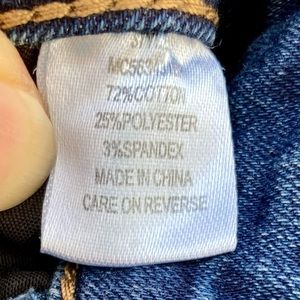 72%COTTON
25%POLYESTER
3%SPANDEX
MADE IN CHINA
CARE ON REVERSE